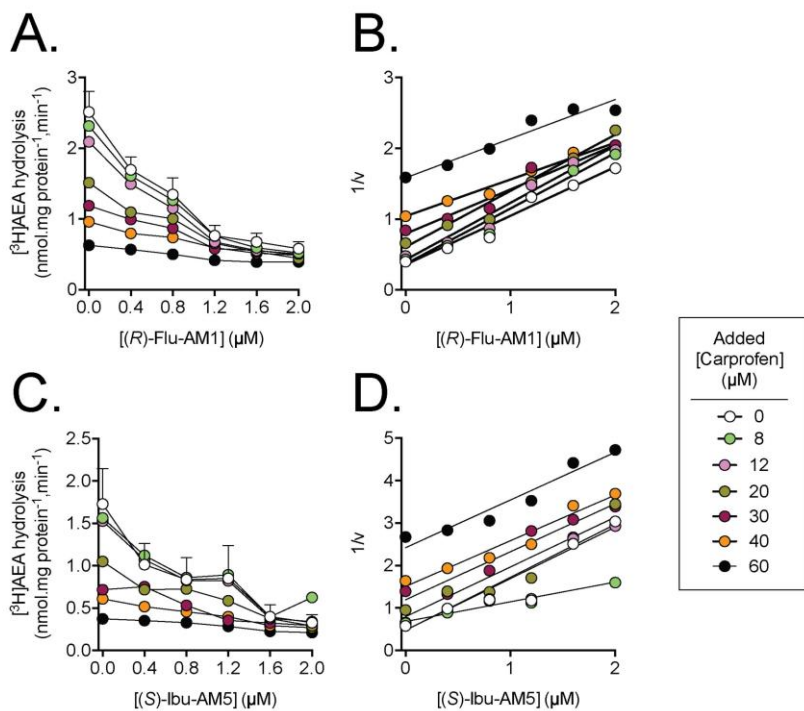 A.
B.
[³H]AEA hydrolysis
(nmol.mg protein⁻¹,min⁻¹)
3
2
1
0
0.0 0.4 0.8 1.2 1.6 2.0
[(R)-Flu-AM1] (µM)
1/v
3
2
1
0
0 1 2
[(R)-Flu-AM1] (µM)
C.
D.
[³H]AEA hydrolysis
(nmol.mg protein⁻¹,min⁻¹)
2.5
2.0
1.5
1.0
0.5
0.0
0.0 0.4 0.8 1.2 1.6 2.0
[(S)-Ibu-AM5] (µM)
1/v
5
4
3
2
1
0
0 1 2
[(S)-Ibu-AM5] (µM)
Added
[Carprofen]
(µM)
0
8
12
20
30
40
60